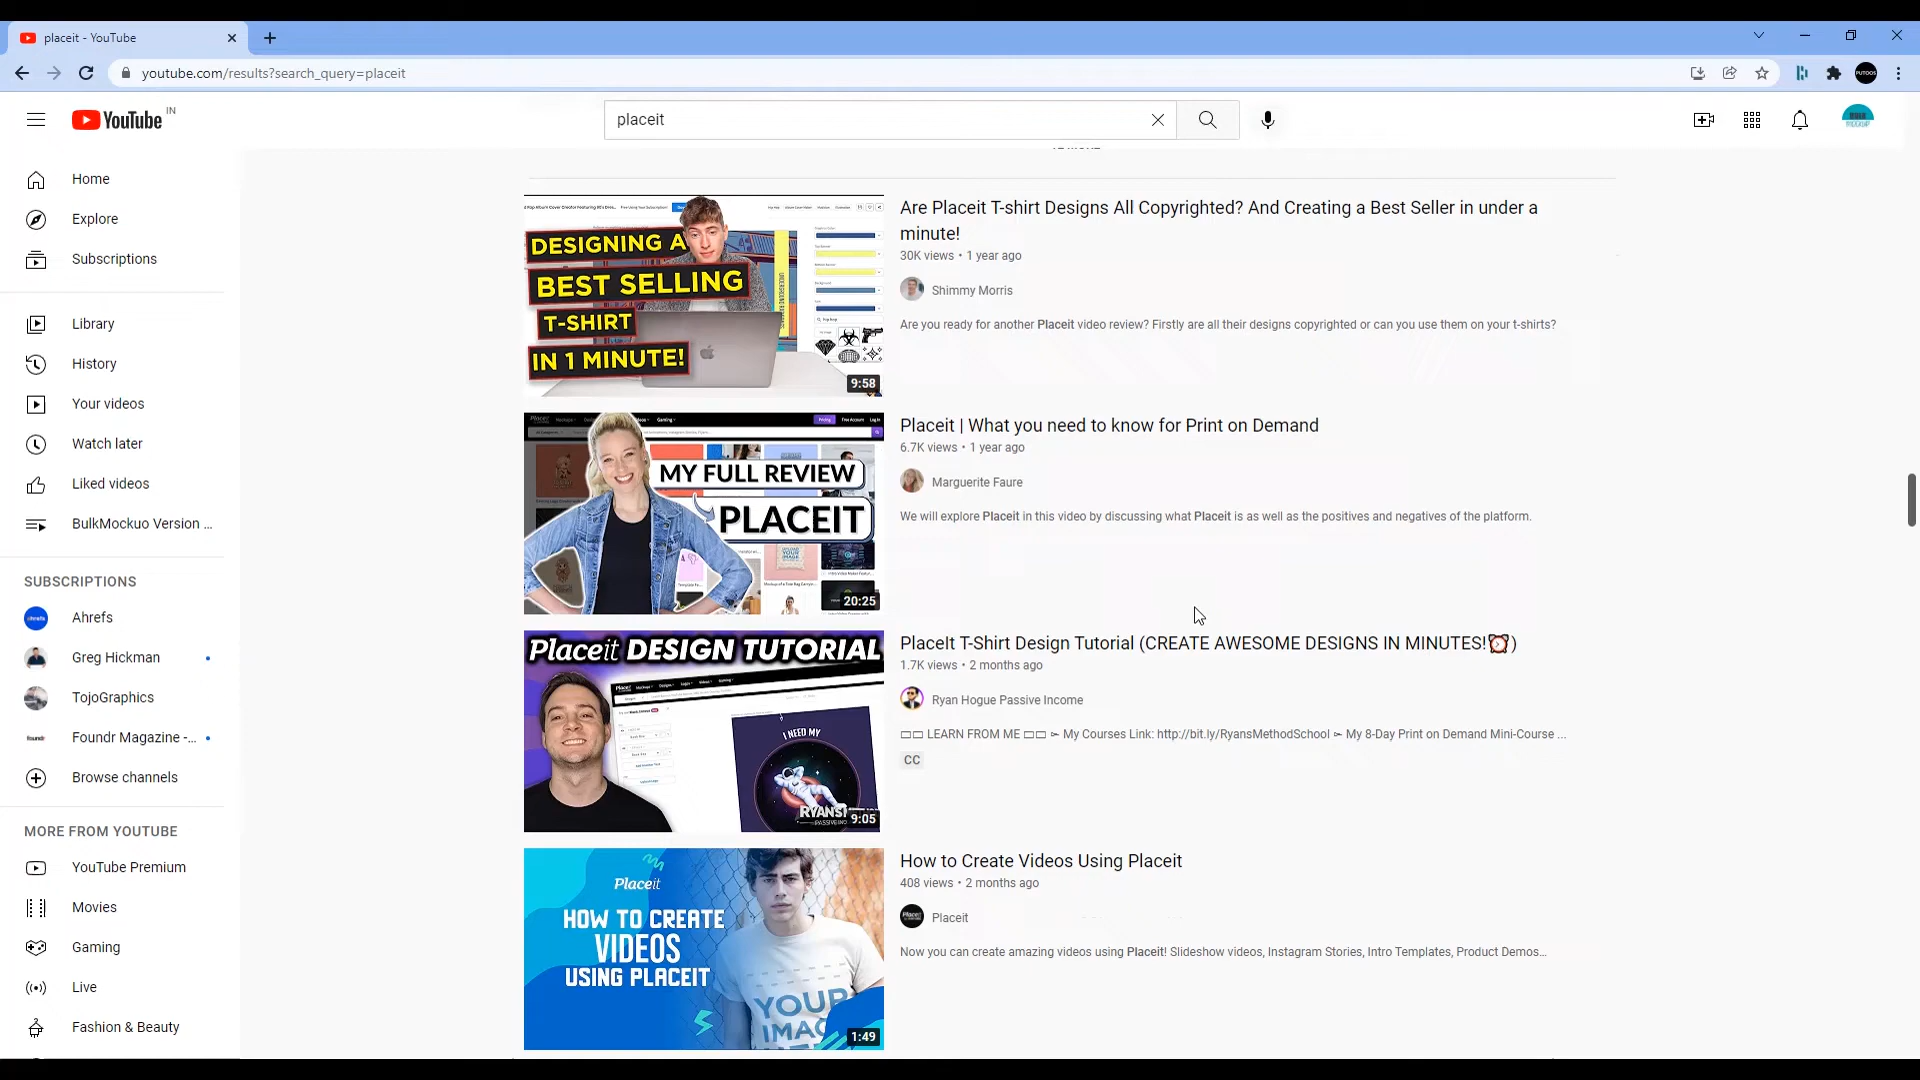 placeit - YouTube
youtube.com/results?search_query=placeit
YouTube IN
placeit
Home
Explore
Subscriptions
Library
History
Your videos
Watch later
Liked videos
BulkMockuo Version ...
SUBSCRIPTIONS
Ahrefs
Greg Hickman
TojoGraphics
Foundr Magazine -...
Browse channels
MORE FROM YOUTUBE
YouTube Premium
Movies
Gaming
Live
Fashion & Beauty
DESIGNING A
BEST SELLING
T-SHIRT
IN 1 MINUTE!
9:58
Are Placeit T-shirt Designs All Copyrighted? And Creating a Best Seller in under a
minute!
30K views • 1 year ago
Shimmy Morris
Are you ready for another Placeit video review? Firstly are all their designs copyrighted or can you use them on your t-shirts?
MY FULL REVIEW
PLACEIT
20:25
Placeit | What you need to know for Print on Demand
6.7K views • 1 year ago
Marguerite Faure
We will explore Placeit in this video by discussing what Placeit is as well as the positives and negatives of the platform.
Placeit DESIGN TUTORIAL
I NEED MY
9:05
PlaceIt T-Shirt Design Tutorial (CREATE AWESOME DESIGNS IN MINUTES!⏰)
1.7K views • 2 months ago
Ryan Hogue Passive Income
□□ LEARN FROM ME □□ ➣ My Courses Link: http://bit.ly/RyansMethodSchool ➣ My 8-Day Print on Demand Mini-Course ...
CC
Placeit
HOW TO CREATE
VIDEOS
USING PLACEIT
YOUR
IMAG
1:49
How to Create Videos Using Placeit
408 views • 2 months ago
Placeit
Now you can create amazing videos using Placeit! Slideshow videos, Instagram Stories, Intro Templates, Product Demos...